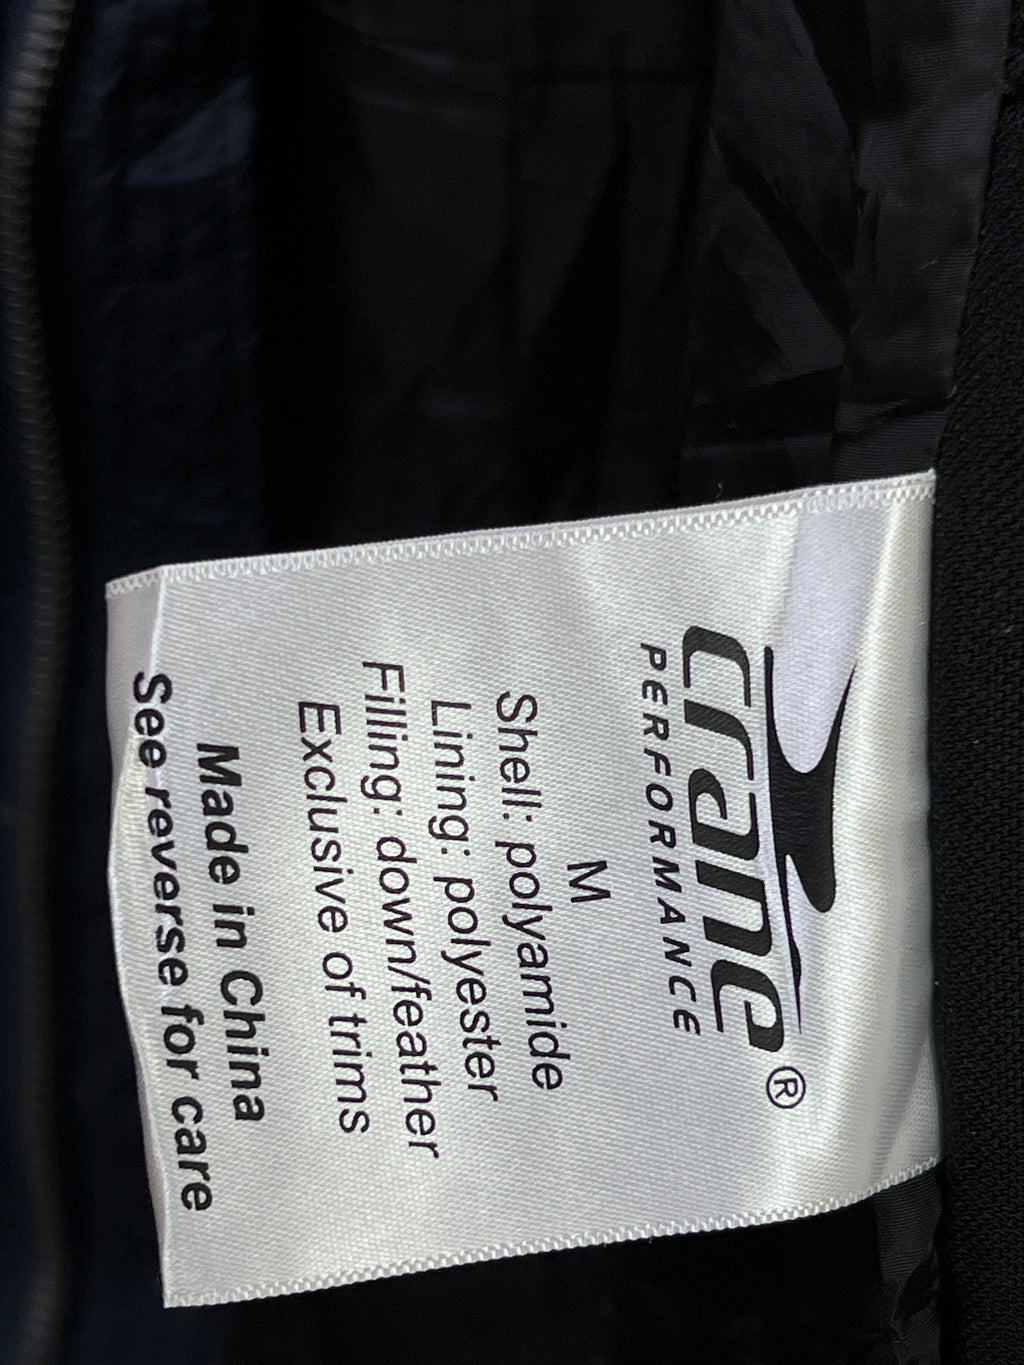 crane®
PERFORMANCE
M
Shell: polyamide
Lining: polyester
Filling: down/feather
Exclusive of trims
Made in China
See reverse for care